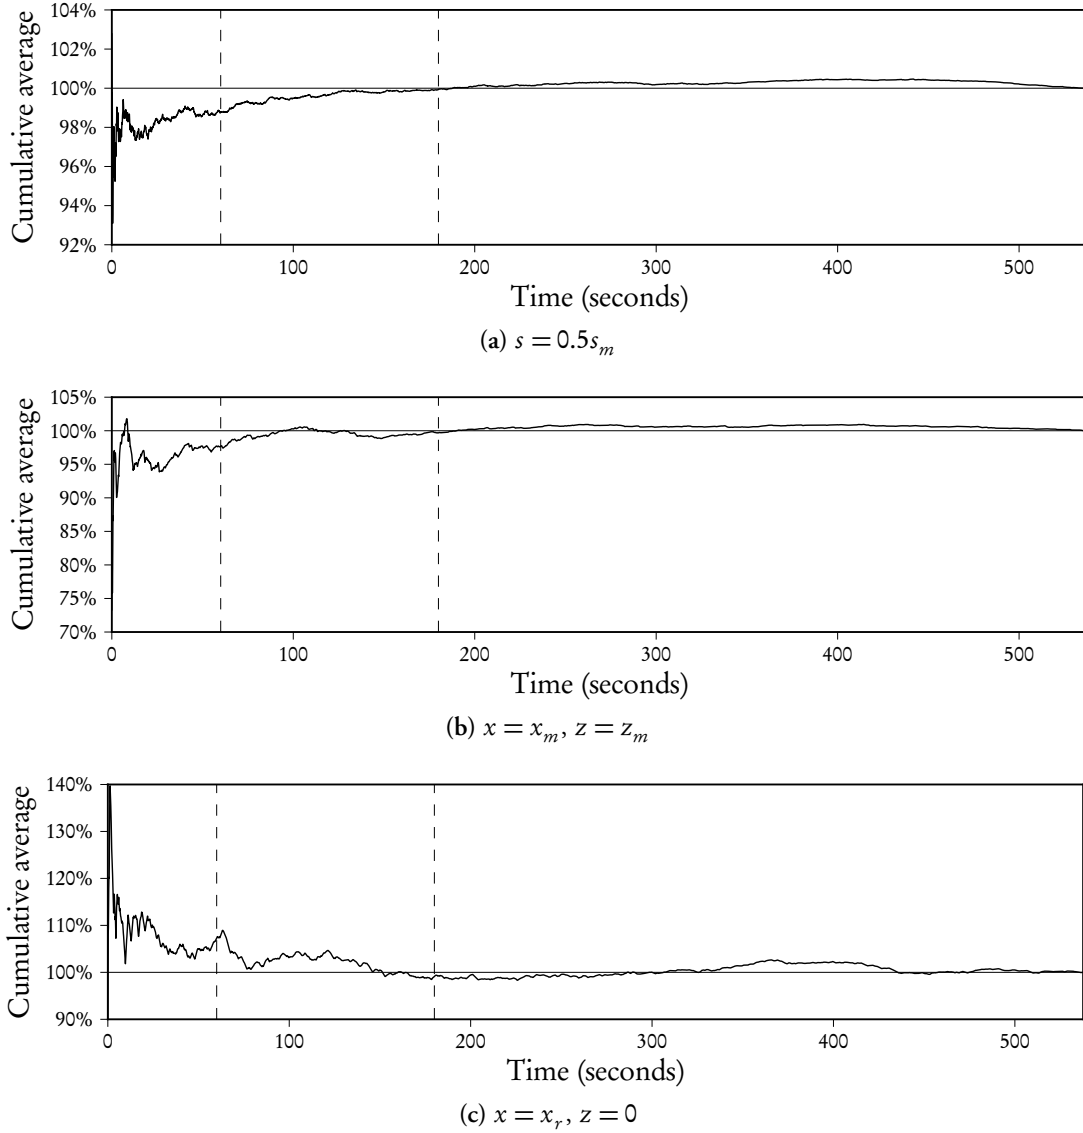 104%
102%
100%
98%
96%
94%
92%
Cumulative average
0 100 200 300 400 500
Time (seconds)
(a) s = 0.5s_m
105%
100%
95%
90%
85%
80%
75%
70%
Cumulative average
0 100 200 300 400 500
Time (seconds)
(b) x = x_m, z = z_m
140%
130%
120%
110%
100%
90%
Cumulative average
0 100 200 300 400 500
Time (seconds)
(c) x = x_r, z = 0